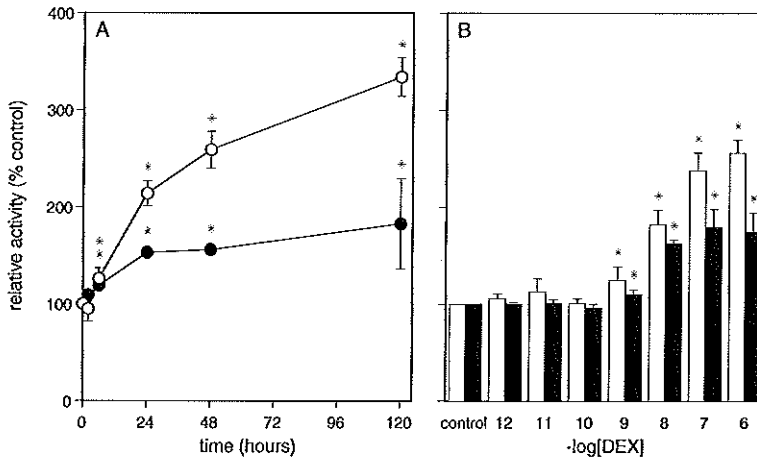 A
B
relative activity (% control)
400
300
200
100
0
0 24 48 72 96 120
time (hours)
control 12 11 10 9 8 7 6
-log[DEX]